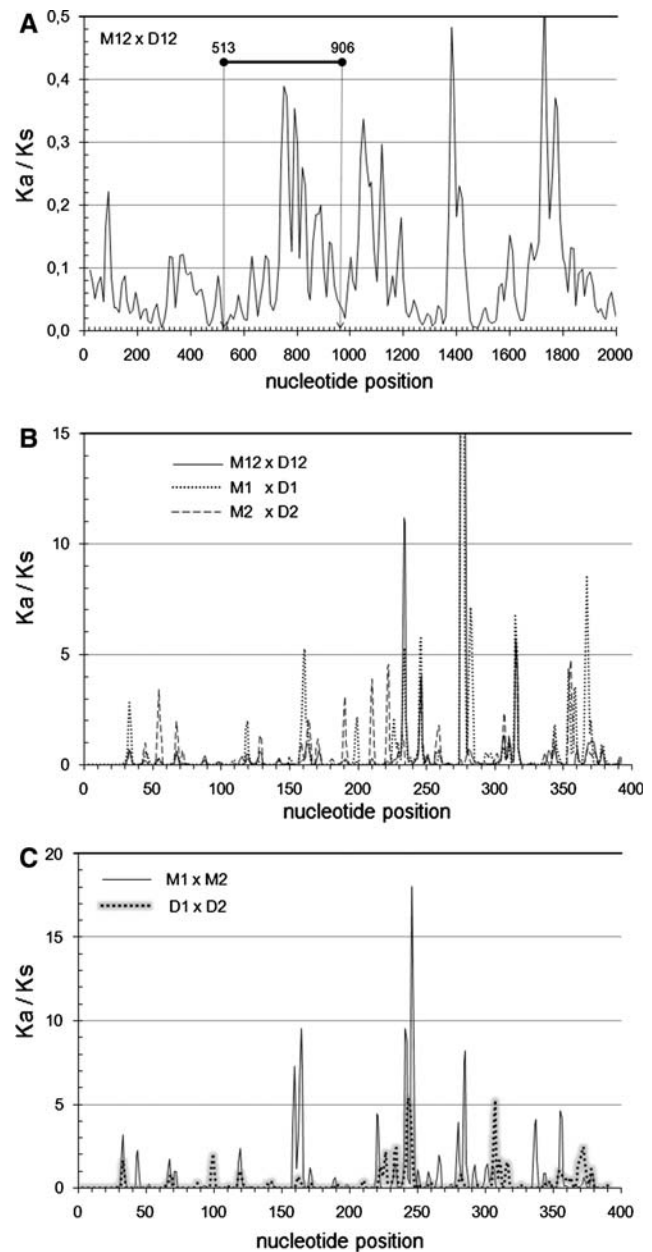 A
M12 x D12
513 906
0,5
0,4
0,3
0,2
0,1
0,0
Ka / Ks
0 200 400 600 800 1000 1200 1400 1600 1800 2000
nucleotide position
B
M12 x D12
M1 x D1
M2 x D2
15
10
5
0
Ka / Ks
0 50 100 150 200 250 300 350 400
nucleotide position
C
M1 x M2
D1 x D2
20
15
10
5
0
Ka / Ks
0 50 100 150 200 250 300 350 400
nucleotide position